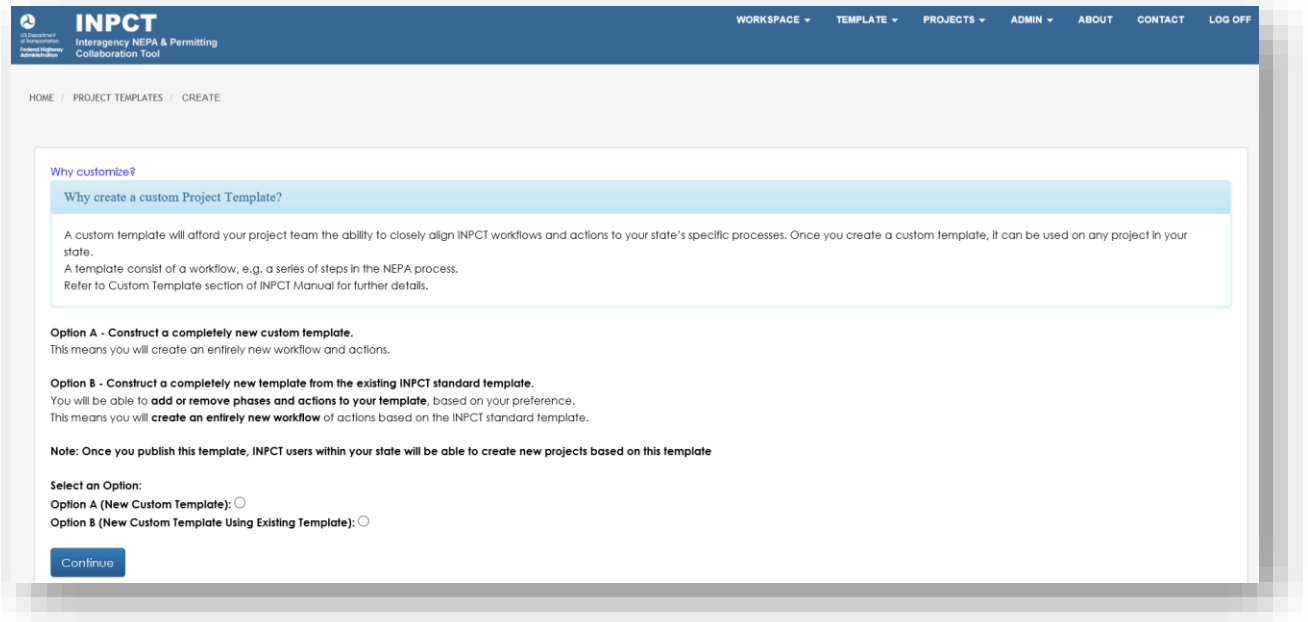 INPCT
Interagency NEPA & Permitting
Collaboration Tool
US Department
of Transportation
Federal Highway
Administration
WORKSPACE TEMPLATE PROJECTS ADMIN ABOUT CONTACT LOG OFF
HOME / PROJECT TEMPLATES / CREATE
Why customize?
Why create a custom Project Template?
A custom template will afford your project team the ability to closely align INPCT workflows and actions to your state's specific processes. Once you create a custom template, it can be used on any project in your
state.
A template consist of a workflow, e.g. a series of steps in the NEPA process.
Refer to Custom Template section of INPCT Manual for further details.
Option A - Construct a completely new custom template.
This means you will create an entirely new workflow and actions.
Option B - Construct a completely new template from the existing INPCT standard template.
You will be able to add or remove phases and actions to your template, based on your preference.
This means you will create an entirely new workflow of actions based on the INPCT standard template.
Note: Once you publish this template, INPCT users within your state will be able to create new projects based on this template
Select an Option:
Option A (New Custom Template):
Option B (New Custom Template Using Existing Template):
Continue